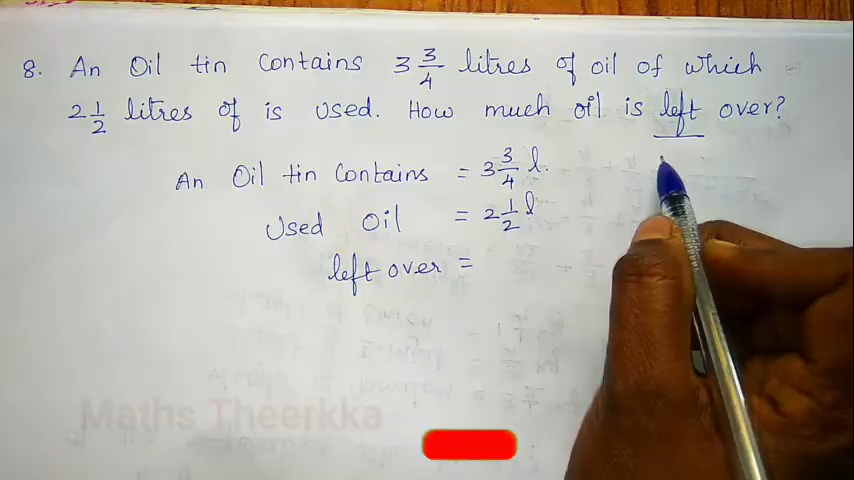 8. An Oil tin Contains 3 3/4 litres of oil of which
2 1/2 litres of is used. How much oil is left over?
An Oil tin Contains = 3 3/4 l.
Used Oil = 2 1/2 l
left over =
Maths Theerkka